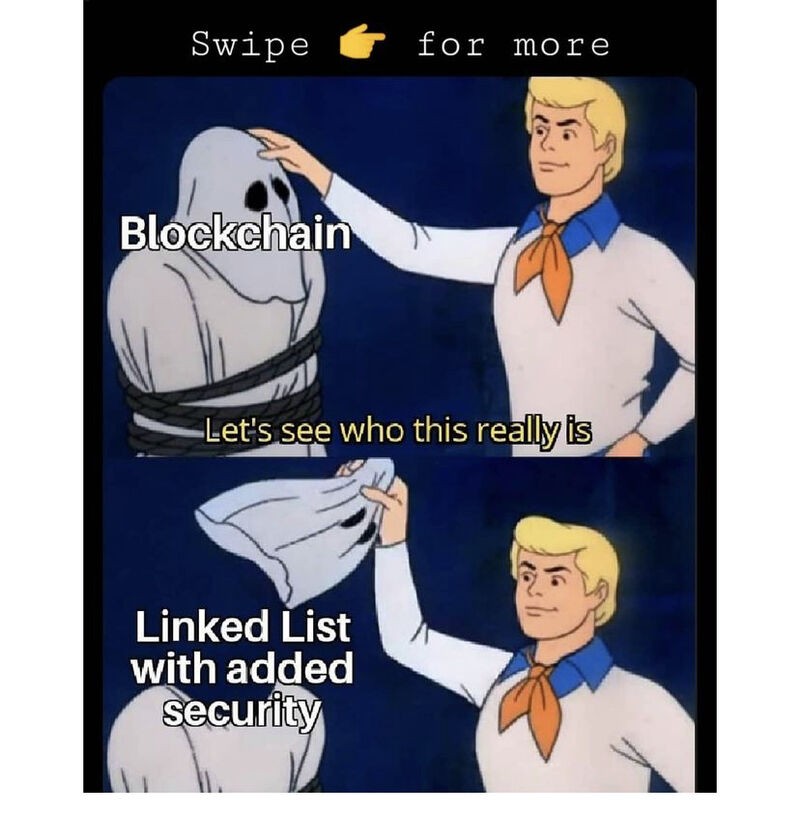 Swipe 👉 for more
Blockchain
Let's see who this really is
Linked List
with added
security